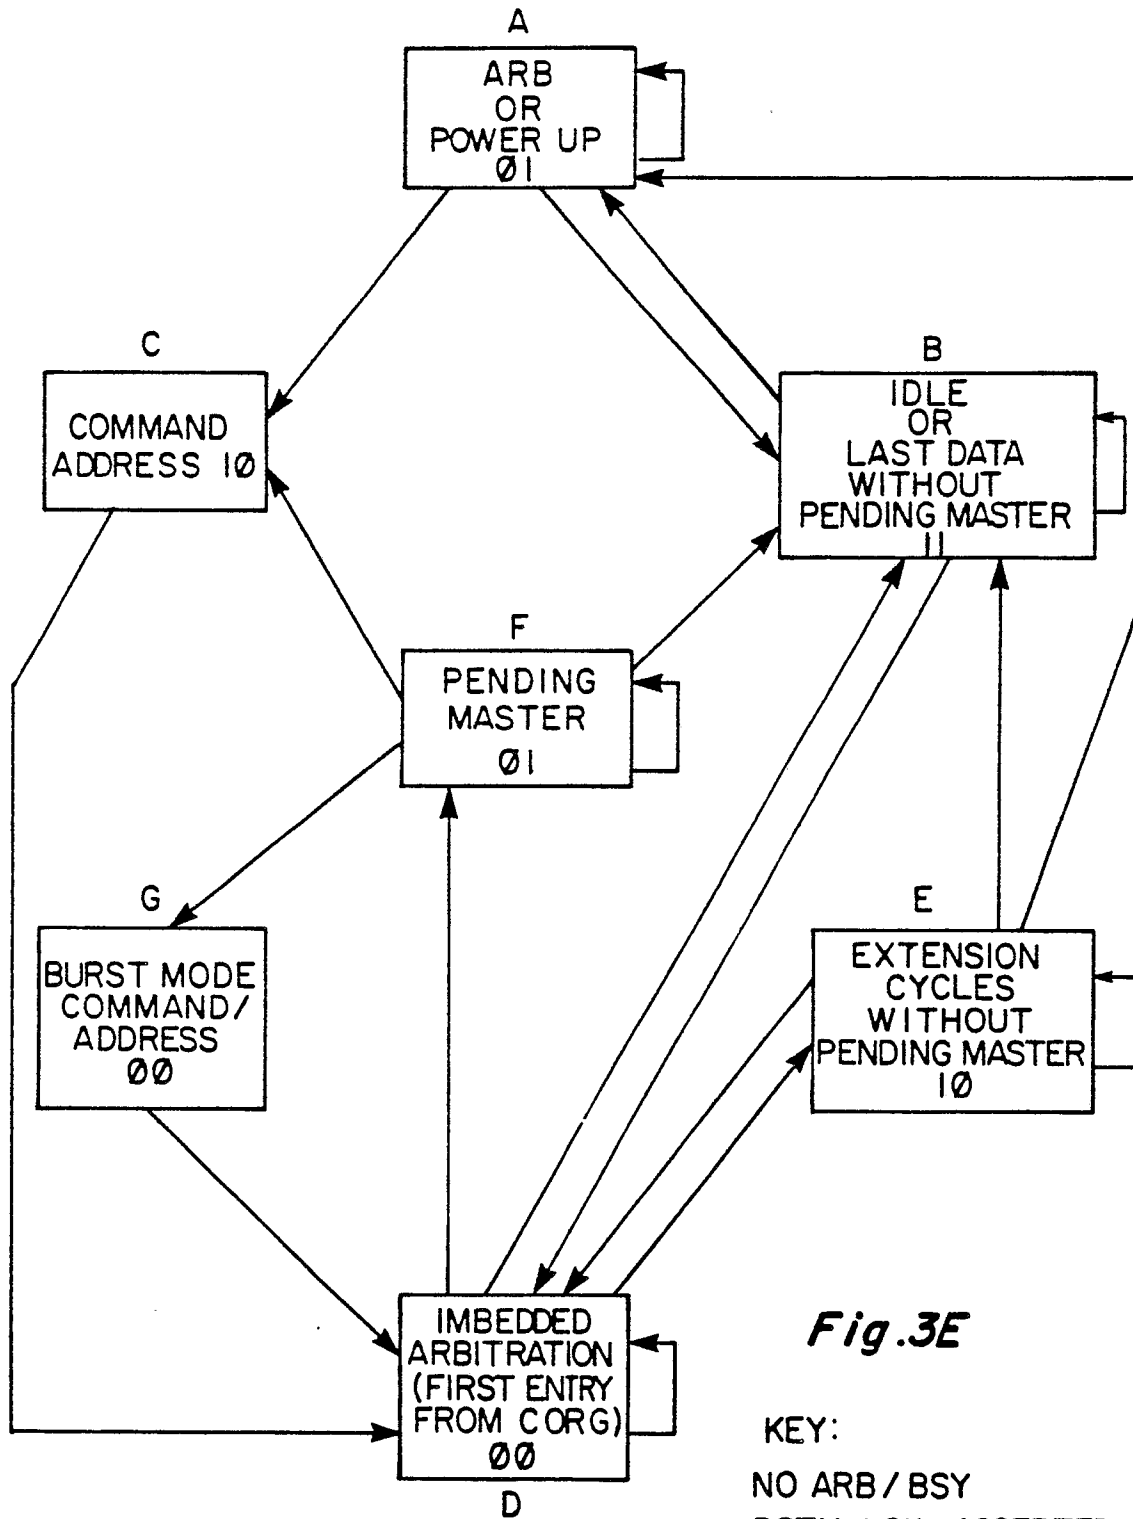 A
ARB
OR
POWER UP
Ø1
C
COMMAND
ADDRESS 1Ø
B
IDLE
OR
LAST DATA
WITHOUT
PENDING MASTER
11
F
PENDING
MASTER
Ø1
G
BURST MODE
COMMAND/
ADDRESS
ØØ
E
EXTENSION
CYCLES
WITHOUT
PENDING MASTER
1Ø
IMBEDDED
ARBITRATION
(FIRST ENTRY
FROM C ORG)
ØØ
D
Fig.3E
KEY:
NO ARB / BSY